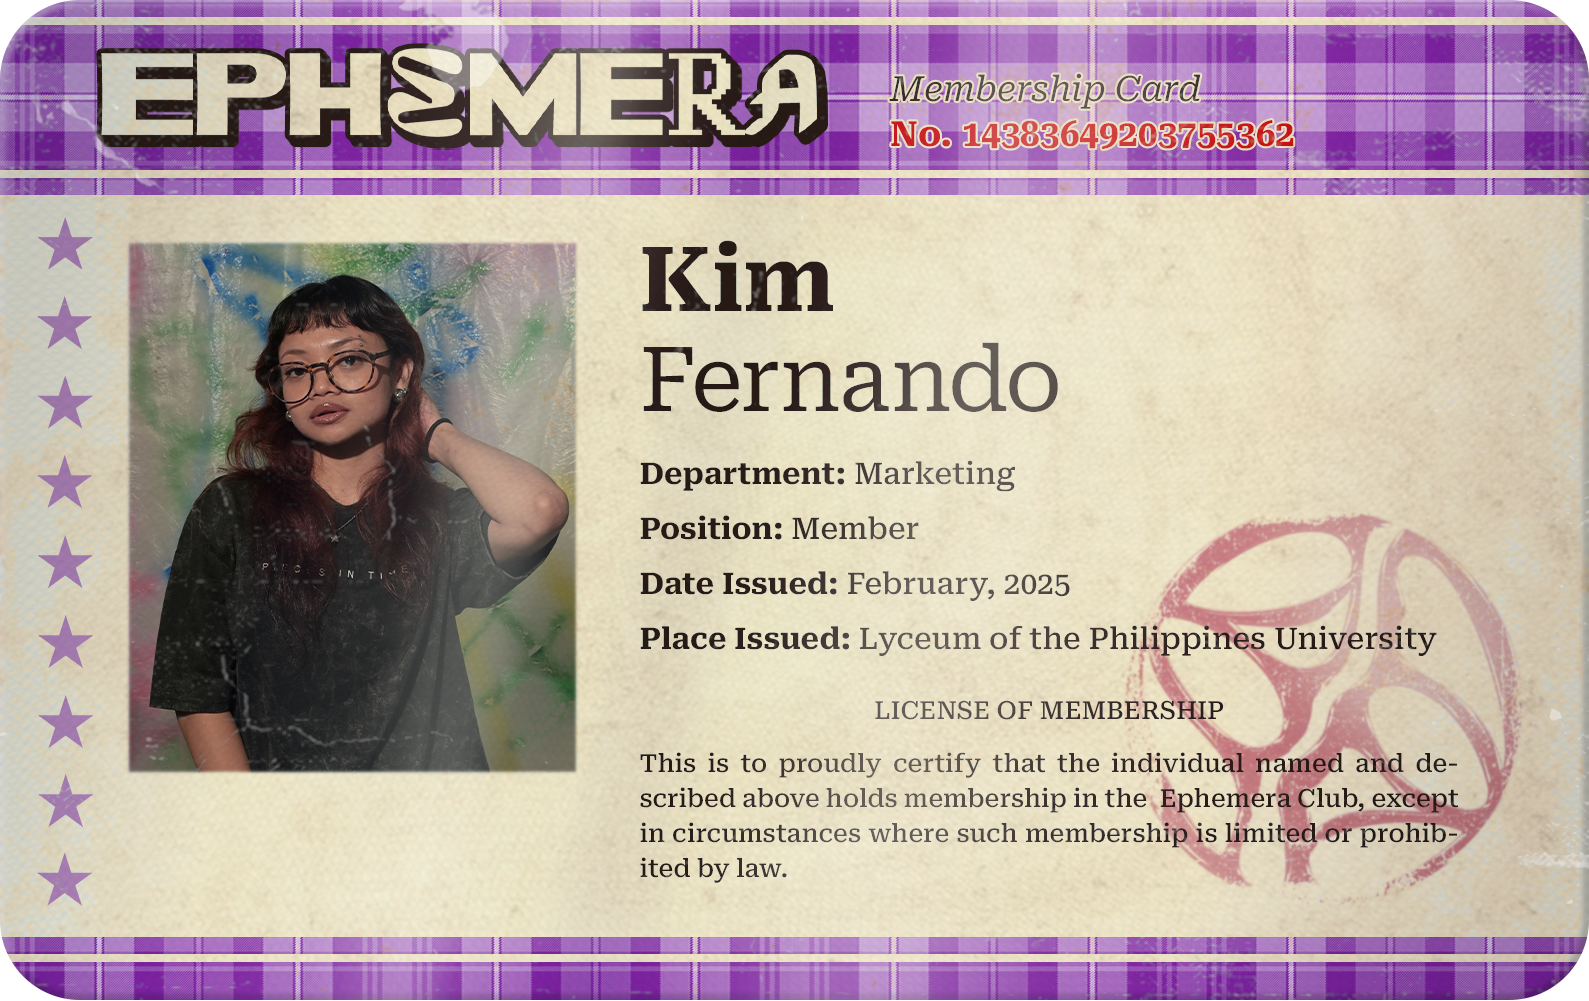 EPHEMERA
Membership Card
No. 14383649203755362
Kim
Fernando
Department: Marketing
Position: Member
Date Issued: February, 2025
Place Issued: Lyceum of the Philippines University
LICENSE OF MEMBERSHIP
This is to proudly certify that the individual named and de-
scribed above holds membership in the Ephemera Club, except
in circumstances where such membership is limited or prohib-
ited by law.
IN TIME